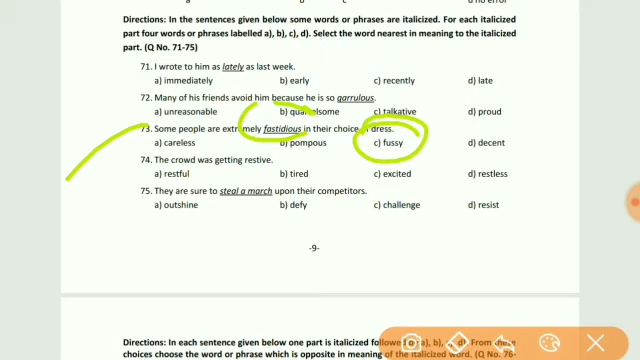 d) no error
Directions: In the sentences given below some words or phrases are italicized. For each italicized
part four words or phrases labelled a), b), c), d). Select the word nearest in meaning to the italicized
part. (Q No. 71-75)
71. I wrote to him as lately as last week.
a) immediately b) early c) recently d) late
72. Many of his friends avoid him because he is so garrulous.
a) unreasonable b) quarrelsome c) talkative d) proud
73. Some people are extremely fastidious in their choice of dress.
a) careless b) pompous c) fussy d) decent
74. The crowd was getting restive.
a) restful b) tired c) excited d) restless
75. They are sure to steal a march upon their competitors.
a) outshine b) defy c) challenge d) resist
-9-
Directions: In each sentence given below one part is italicized followed a), b), d). From these
choices choose the word or phrase which is opposite in meaning of the italicized word. (Q No. 76-